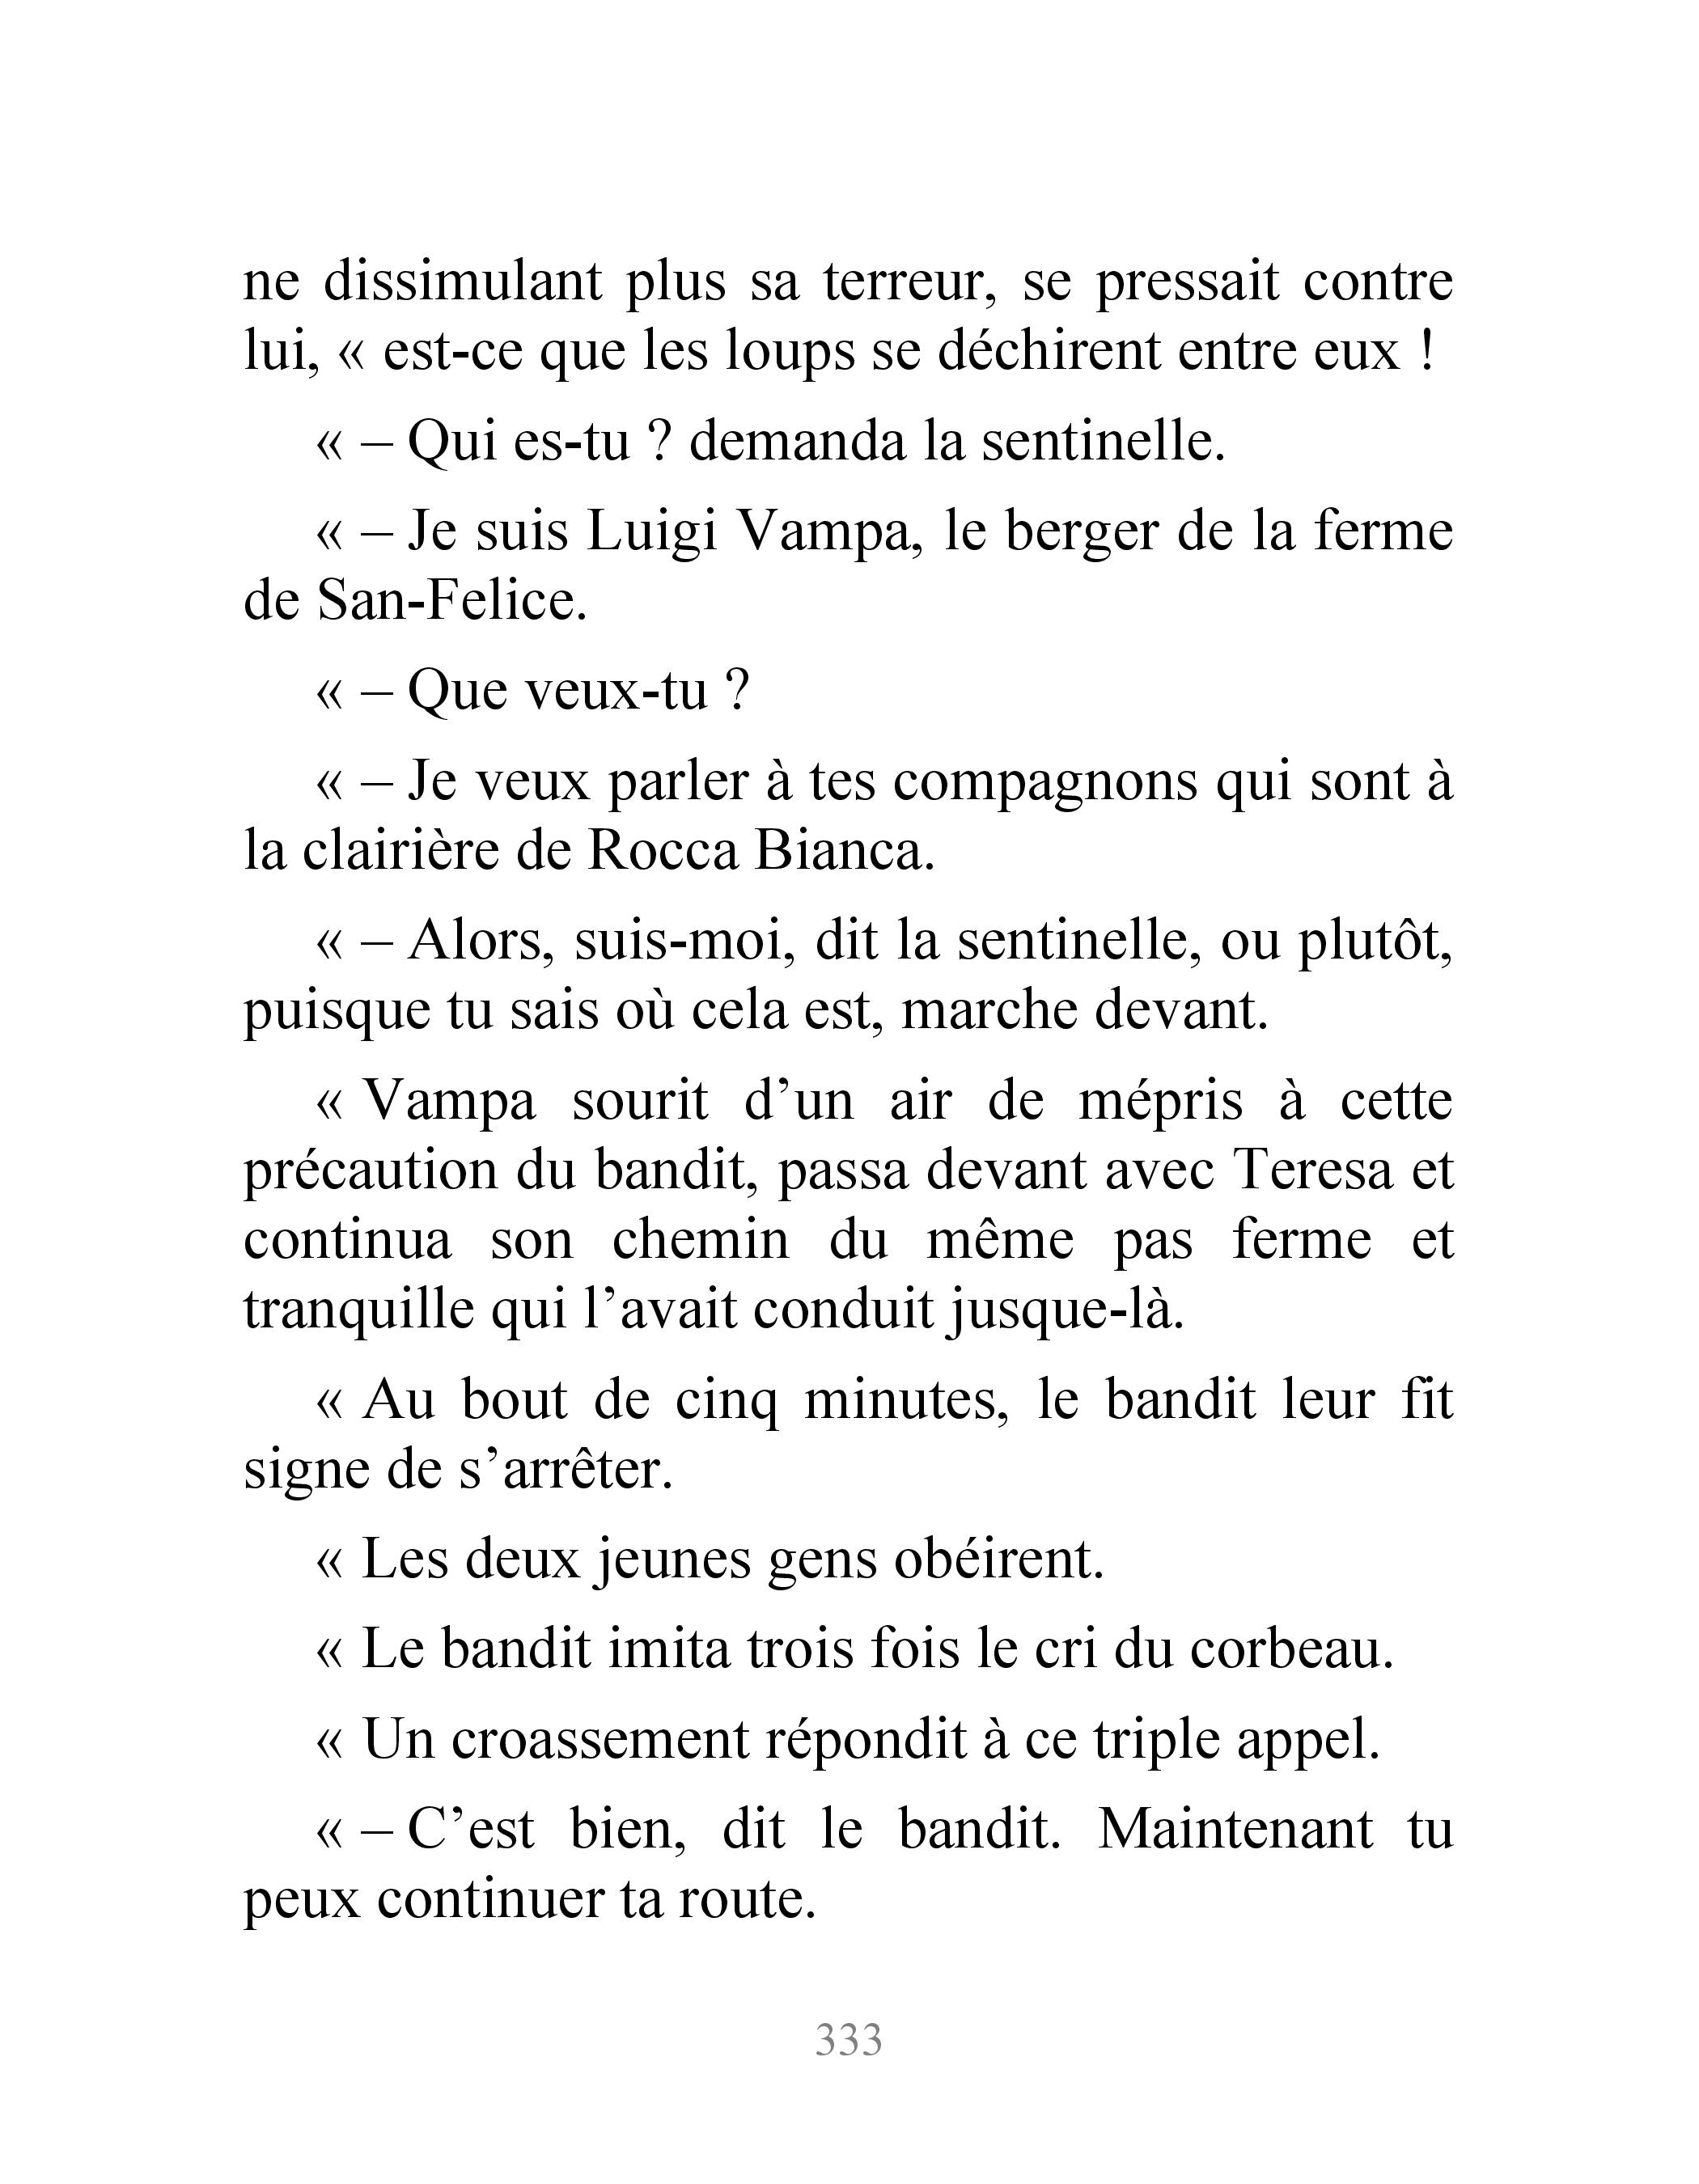 ne dissimulant plus sa terreur, se pressait contre
lui, « est-ce que les loups se déchirent entre eux !
« – Qui es-tu ? demanda la sentinelle.
« – Je suis Luigi Vampa, le berger de la ferme
de San-Felice.
« – Que veux-tu ?
« – Je veux parler à tes compagnons qui sont à
la clairière de Rocca Bianca.
« – Alors, suis-moi, dit la sentinelle, ou plutôt,
puisque tu sais où cela est, marche devant.
« Vampa sourit d’un air de mépris à cette
précaution du bandit, passa devant avec Teresa et
continua son chemin du même pas ferme et
tranquille qui l’avait conduit jusque-là.
« Au bout de cinq minutes, le bandit leur fit
signe de s’arrêter.
« Les deux jeunes gens obéirent.
« Le bandit imita trois fois le cri du corbeau.
« Un croassement répondit à ce triple appel.
« – C’est bien, dit le bandit. Maintenant tu
peux continuer ta route.
333